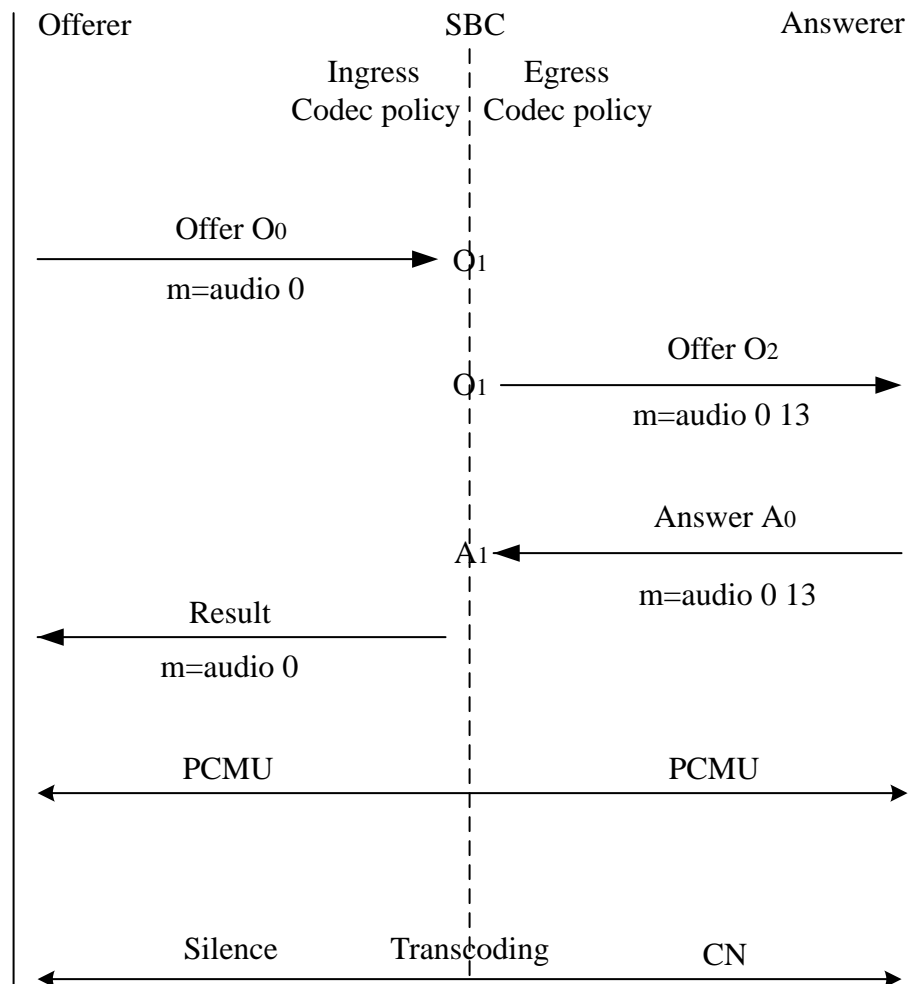 Offerer SBC Answerer
Ingress Egress
Codec policy Codec policy
Offer O0
O1
m=audio 0
Offer O2
O1
m=audio 0 13
Answer A0
A1
m=audio 0 13
Result
m=audio 0
PCMU PCMU
Silence Transcoding CN